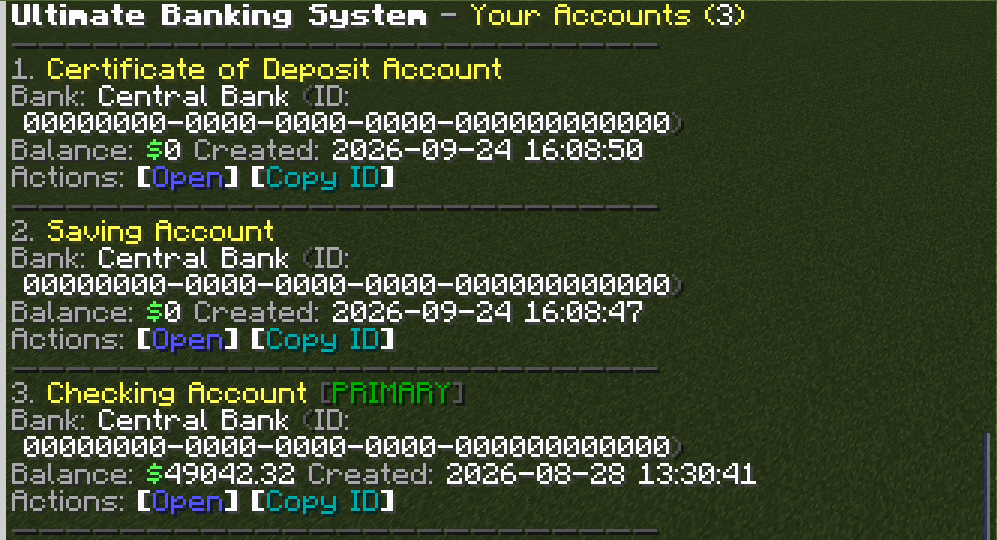 Ultimate Banking System - Your Accounts (3)
1. Certificate of Deposit Account
Bank: Central Bank (ID:
00000000-0000-0000-0000-000000000000)
Balance: $0 Created: 2026-09-24 16:08:50
Actions: [Open] [Copy ID]
2. Saving Account
Bank: Central Bank (ID:
00000000-0000-0000-0000-000000000000)
Balance: $0 Created: 2026-09-24 16:08:47
Actions: [Open] [Copy ID]
3. Checking Account [PRIMARY]
Bank: Central Bank (ID:
00000000-0000-0000-0000-000000000000)
Balance: $49042.32 Created: 2026-08-28 13:30:41
Actions: [Open] [Copy ID]